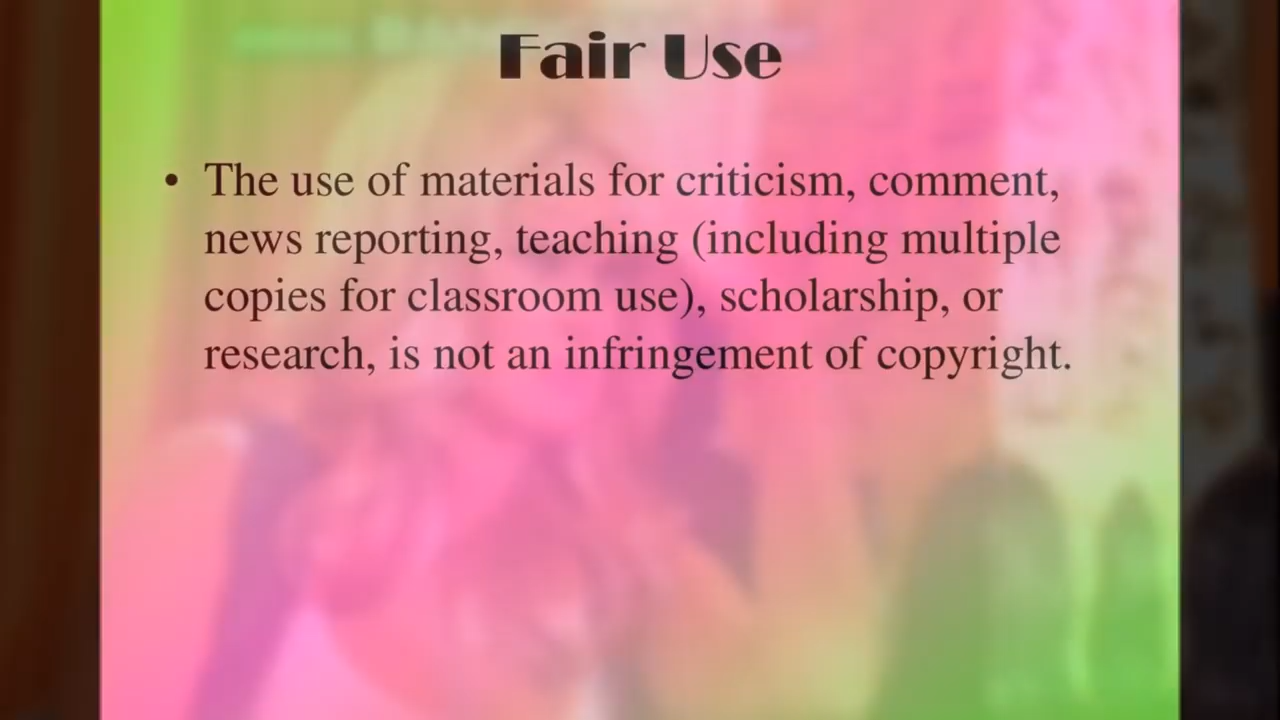 Fair Use
• The use of materials for criticism, comment,
news reporting, teaching (including multiple
copies for classroom use), scholarship, or
research, is not an infringement of copyright.